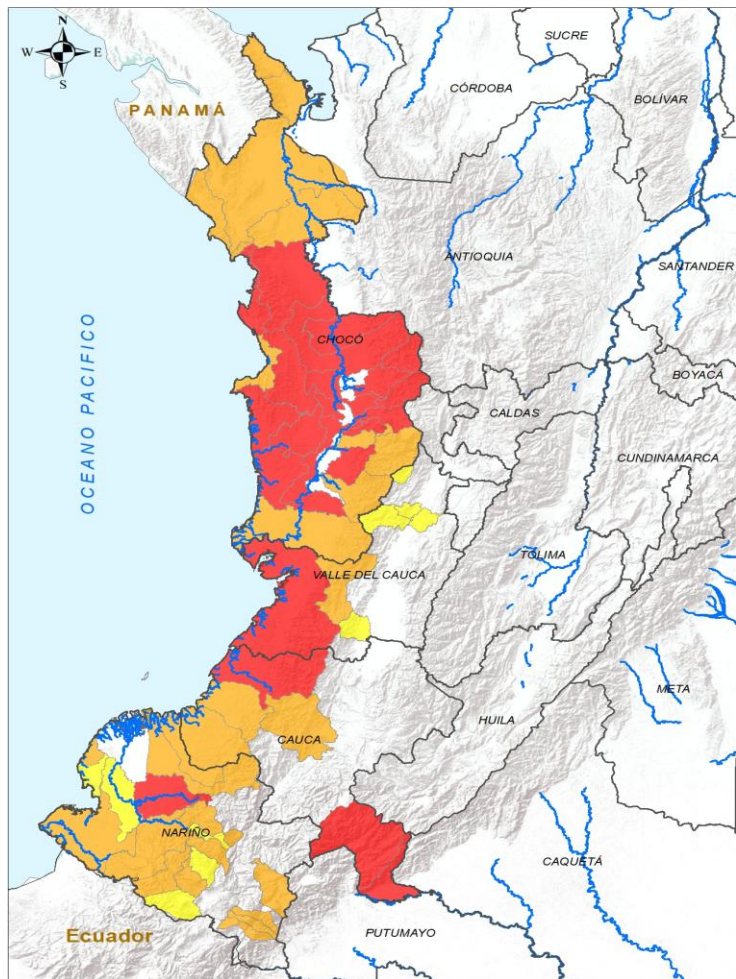 SUCRE
N
W E
S
CÓRDOBA
BOLÍVAR
PANAMÁ
ANTIOQUIA
SANTANDER
OCEANO PACIFICO
CHOCÓ
BOYACÁ
CALDAS
CUNDINAMARCA
TOLIMA
VALLE DEL CAUCA
META
HUILA
CAUCA
NARIÑO
CAQUETÁ
Ecuador
PUTUMAYO